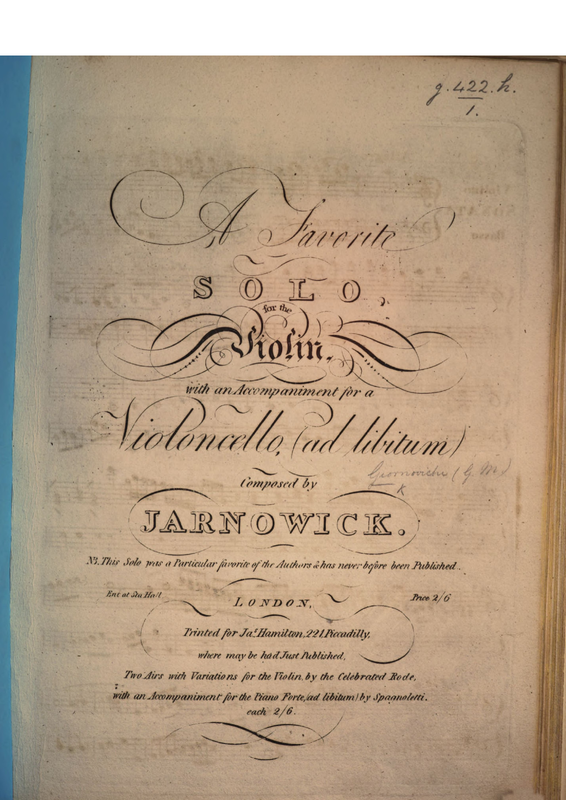 g.422.h.
1.
A Favorite
SOLO,
for the
Violin,
with an Accompaniment for a
Violoncello, (ad libitum)
Composed by
Giornovichi (G. M.)
K
JARNOWICK.
NB. This Solo was a Particular favorite of the Authors & has never before been Published.
Ent. at Sta. Hall
LONDON,
Price 2/6
Printed for Jas. Hamilton, 221, Piccadilly,
where may be had Just Published,
Two Airs with Variations for the Violin, by the Celebrated Rode,
with an Accompaniment for the Piano Forte, (ad libitum) by Spagnoletti.
each 2/6.